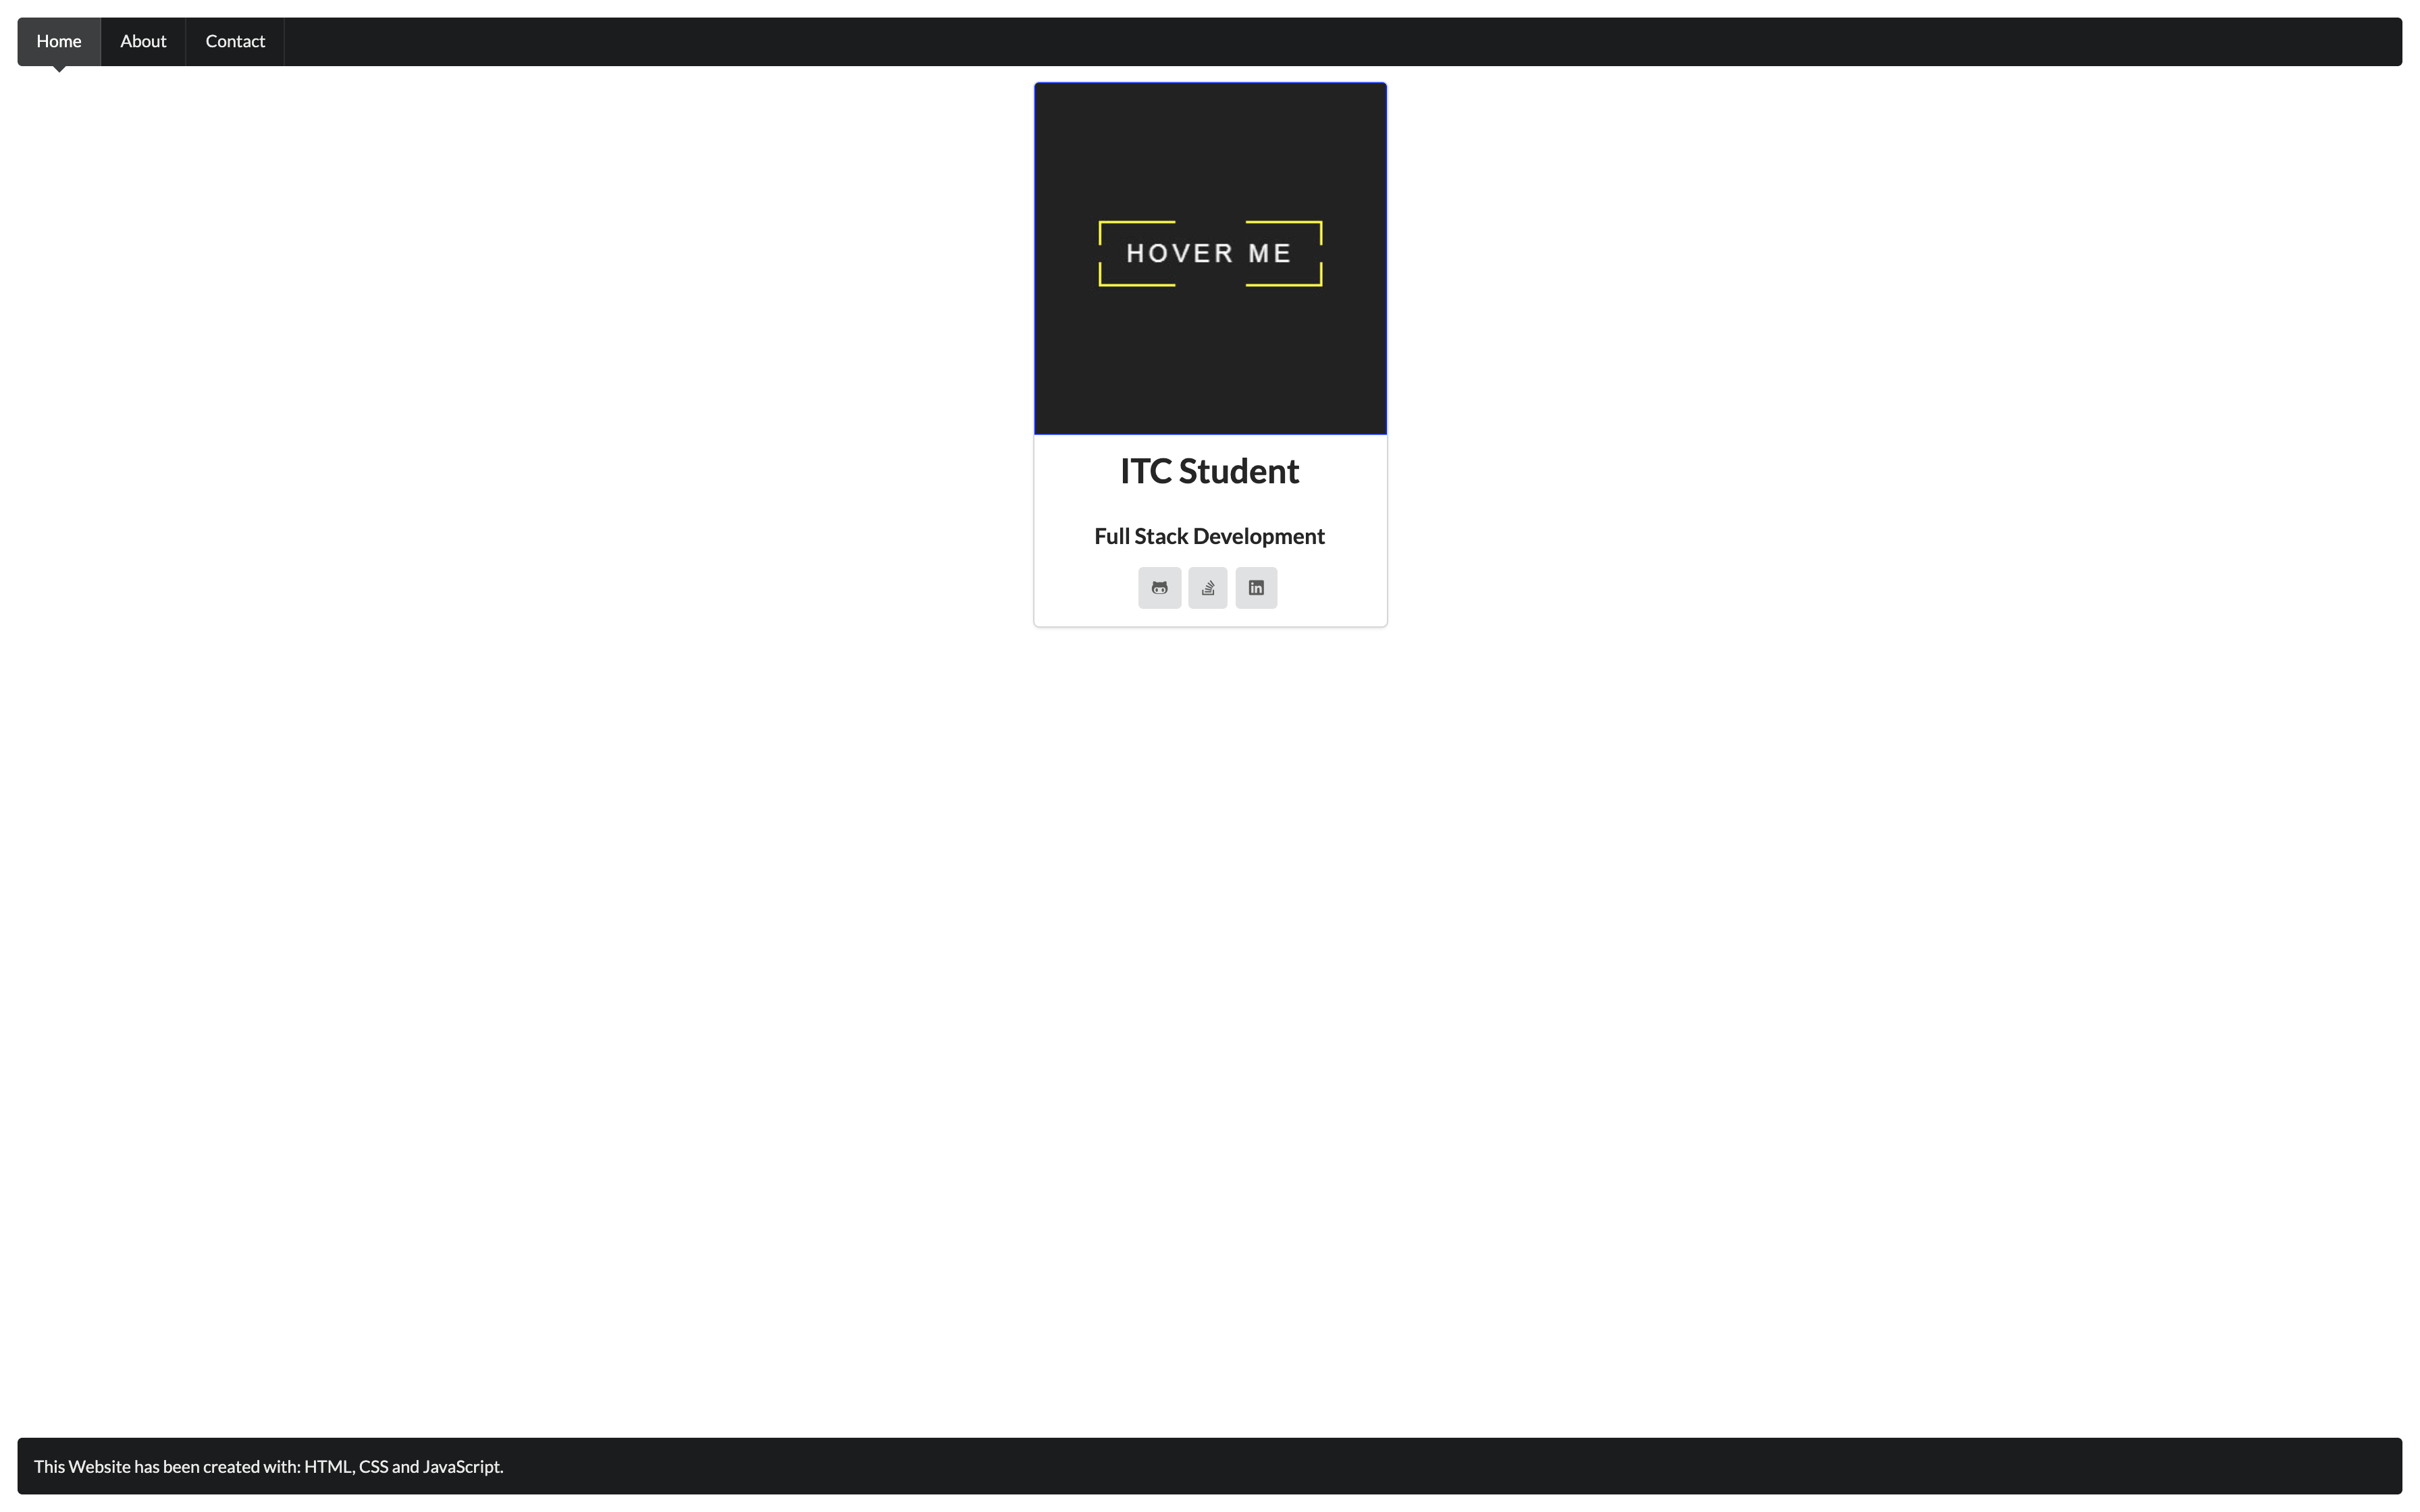 Home About Contact
HOVER ME
ITC Student
Full Stack Development
in
This Website has been created with: HTML, CSS and JavaScript.